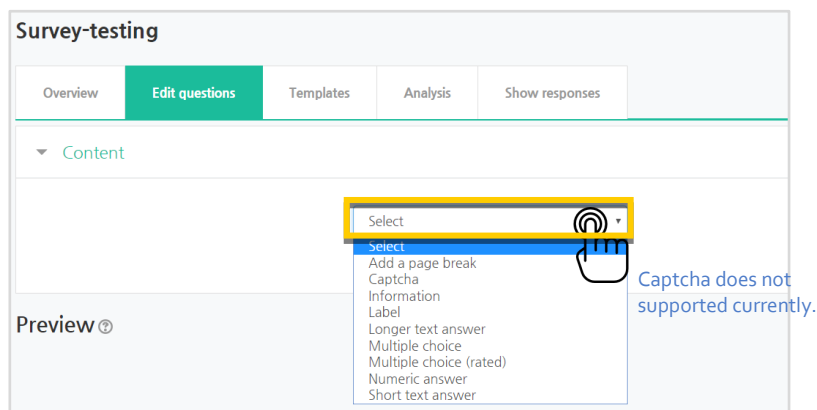 Survey-testing
Overview Edit questions Templates Analysis Show responses
Content
Select
Select
Add a page break
Captcha
Information
Label
Longer text answer
Multiple choice
Multiple choice (rated)
Numeric answer
Short text answer
Captcha does not
supported currently.
Preview